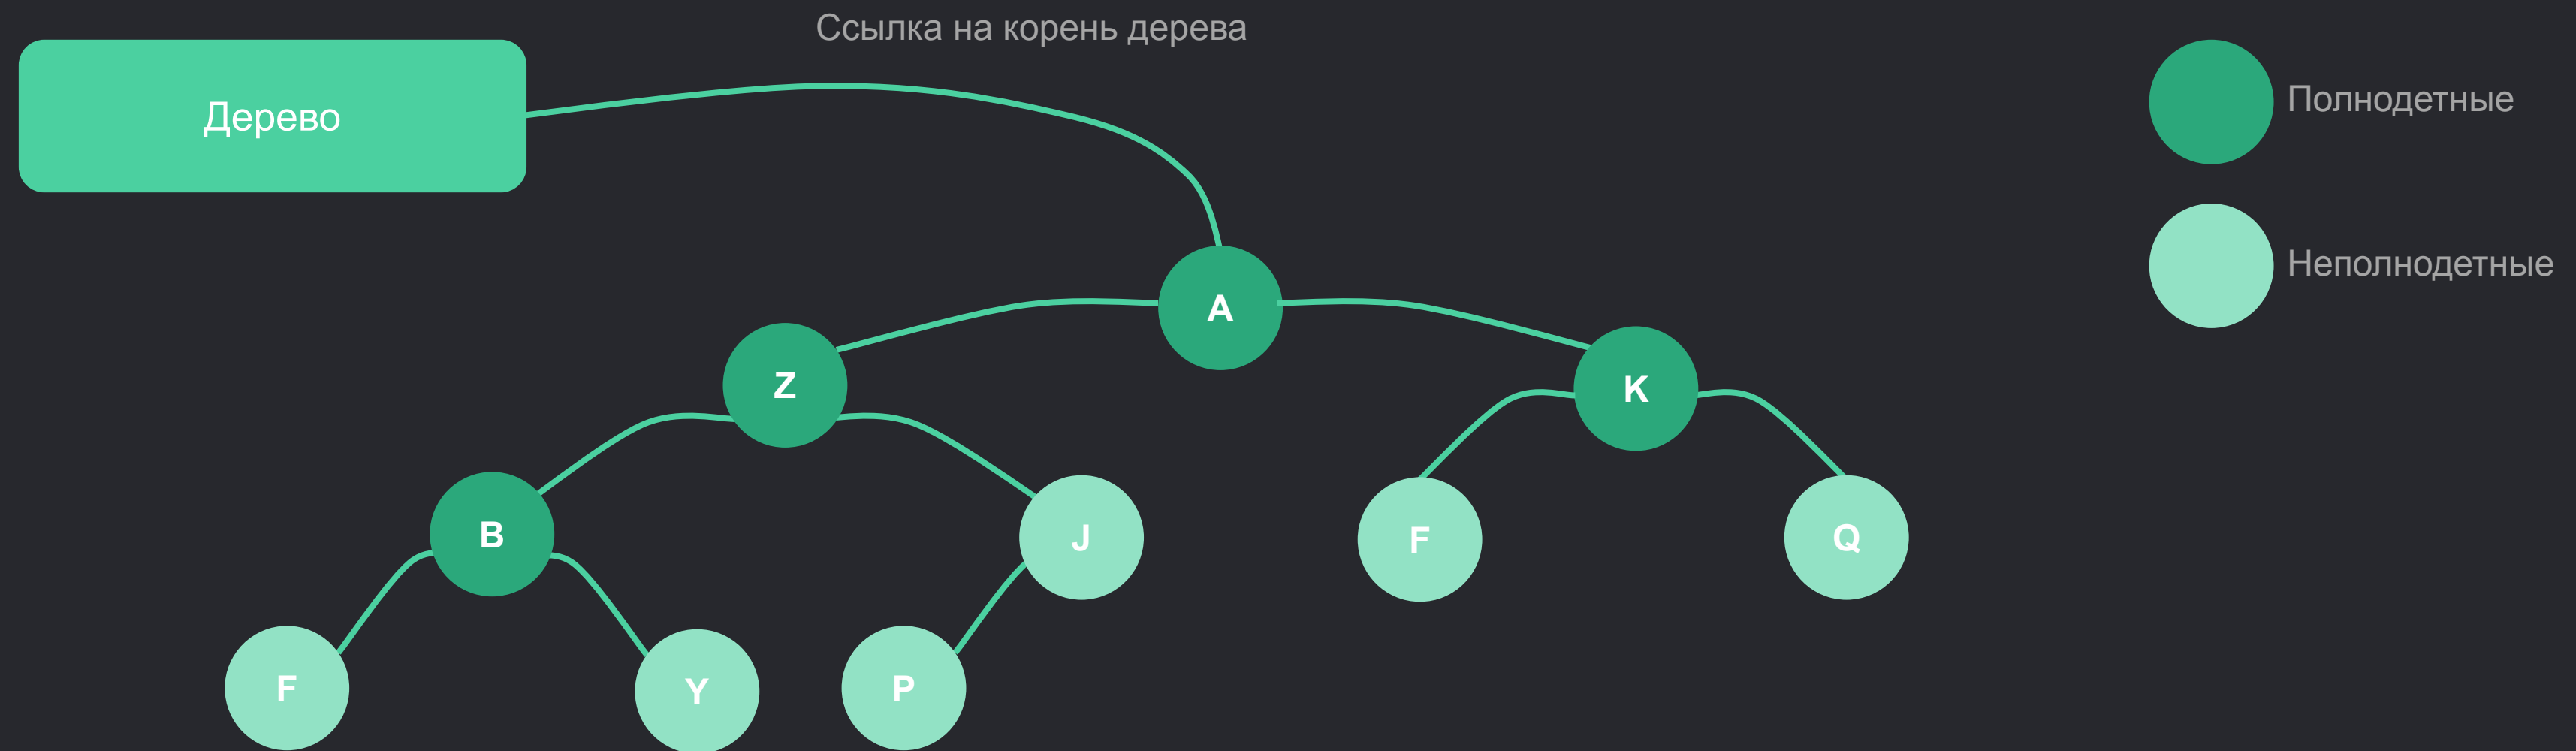 Ссылка на корень дерева
Дерево
Полнодетные
Неполнодетные
A
Z
K
B
J
F
Q
F
Y
P